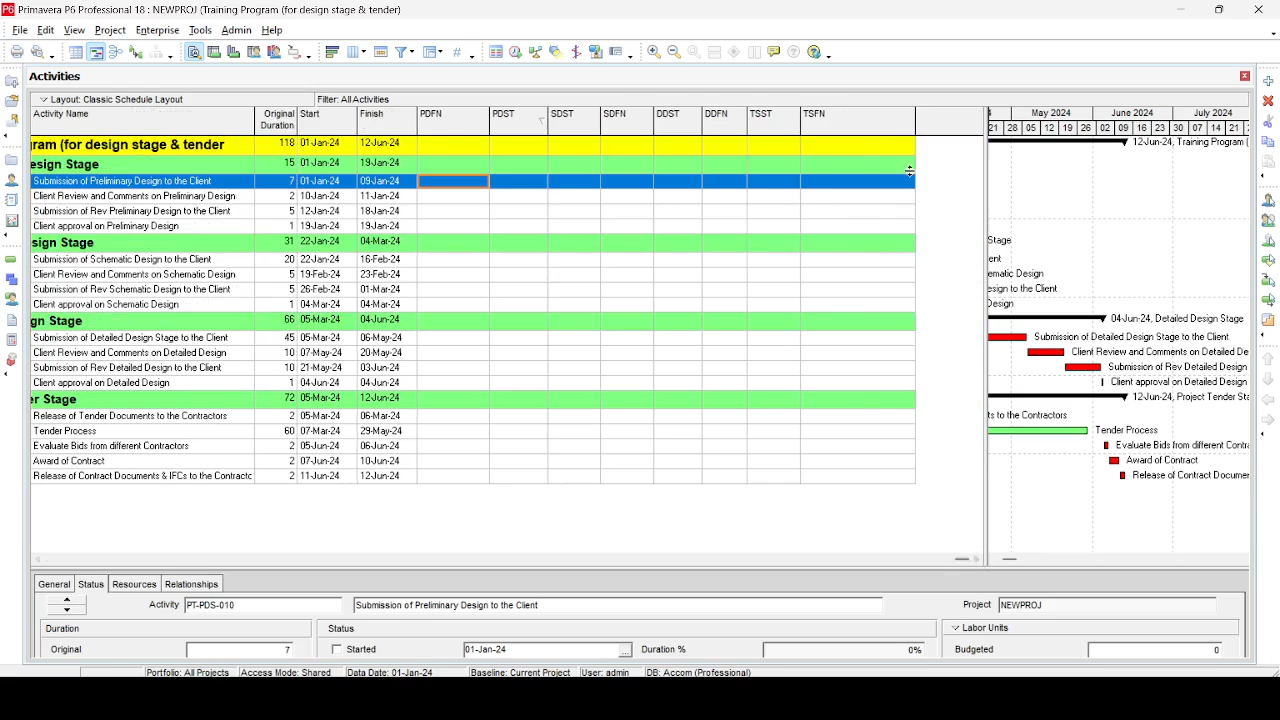 Primavera P6 Professional 18 : NEWPROJ (Training Program (for design stage & tender)
File Edit View Project Enterprise Tools Admin Help
Activities
Layout: Classic Schedule Layout Filter: All Activities
Activity Name Original Duration Start Finish PDFN PDST SDST SDFN DDST DDFN TSST TSFN May 2024 June 2024 July 2024
21 28 05 12 19 26 02 09 16 23 30 07 14 21
gram (for design stage & tender 118 01-Jan-24 12-Jun-24 12-Jun-24, Training Program (
esign Stage 15 01-Jan-24 19-Jan-24
Submission of Preliminary Design to the Client 7 01-Jan-24 09-Jan-24
Client Review and Comments on Preliminary Design 2 10-Jan-24 11-Jan-24
Submission of Rev Preliminary Design to the Client 5 12-Jan-24 18-Jan-24
Client approval on Preliminary Design 1 19-Jan-24 19-Jan-24
sign Stage 31 22-Jan-24 04-Mar-24 Stage
Submission of Schematic Design to the Client 20 22-Jan-24 16-Feb-24 ent
Client Review and Comments on Schematic Design 5 19-Feb-24 23-Feb-24 ematic Design
Submission of Rev Schematic Design to the Client 5 26-Feb-24 01-Mar-24 esign to the Client
Client approval on Schematic Design 1 04-Mar-24 04-Mar-24 Design
gn Stage 66 05-Mar-24 04-Jun-24 04-Jun-24, Detailed Design Stage
Submission of Detailed Design Stage to the Client 45 05-Mar-24 06-May-24 Submission of Detailed Design Stage to the Client
Client Review and Comments on Detailed Design 10 07-May-24 20-May-24 Client Review and Comments on Detailed De
Submission of Rev Detailed Design to the Client 10 21-May-24 03-Jun-24 Submission of Rev Detailed Design
Client approval on Detailed Design 1 04-Jun-24 04-Jun-24 Client approval on Detailed Design
er Stage 72 05-Mar-24 12-Jun-24 12-Jun-24, Project Tender Sta
Release of Tender Documents to the Contractors 2 05-Mar-24 06-Mar-24 ts to the Contractors
Tender Process 60 07-Mar-24 29-May-24 Tender Process
Evaluate Bids from different Contractors 2 05-Jun-24 06-Jun-24 Evaluate Bids from different Contra
Award of Contract 2 07-Jun-24 10-Jun-24 Award of Contract
Release of Contract Documents & IFCs to the Contractc 2 11-Jun-24 12-Jun-24 Release of Contract Documer
General Status Resources Relationships
Activity PT-PDS-010 Submission of Preliminary Design to the Client Project NEWPROJ
Duration Status Labor Units
Original 7 Started 01-Jan-24 ... Duration % 0% Budgeted 0
Portfolio: All Projects Access Mode: Shared Data Date: 01-Jan-24 Baseline: Current Project User: admin DB: Accom (Professional)